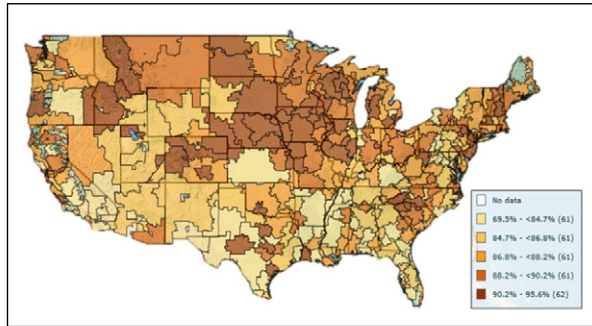 No data
69.5% - <84.7% (61)
84.7% - <86.8% (61)
86.8% - <88.2% (61)
88.2% - <90.2% (61)
90.2% - 95.6% (62)